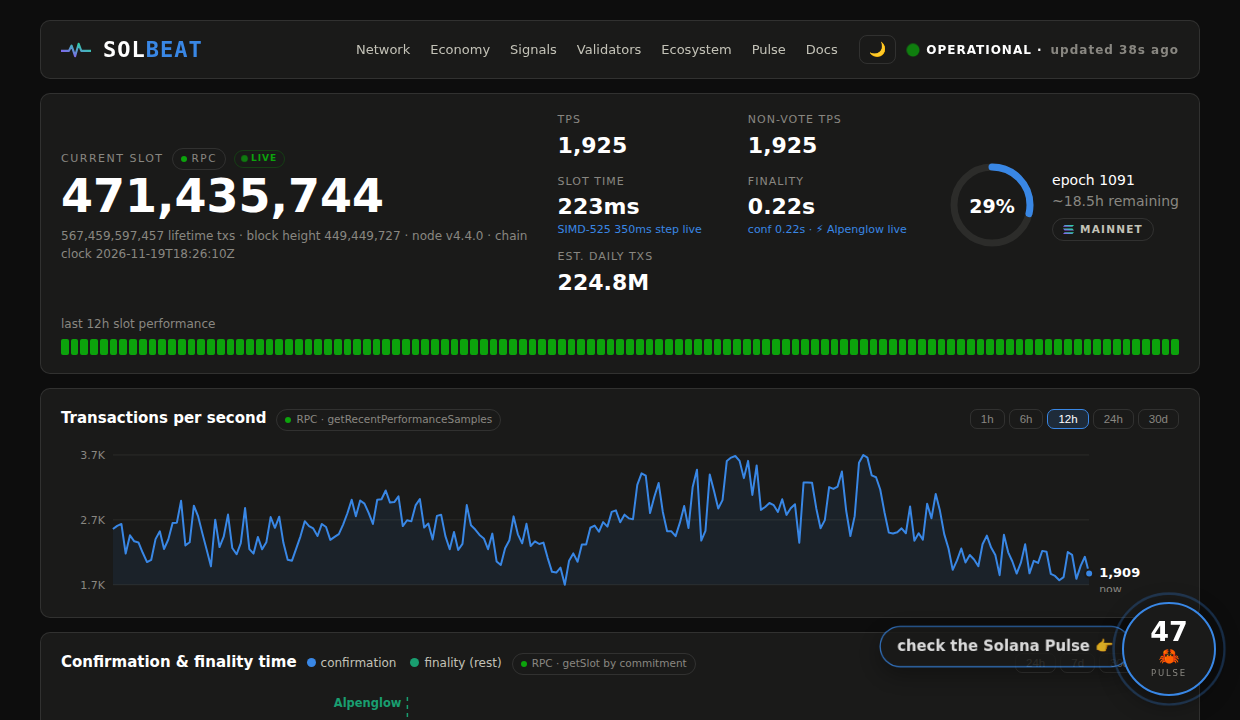 SOLBEAT
Network Economy Signals Validators Ecosystem Pulse Docs
OPERATIONAL · updated 38s ago
CURRENT SLOT RPC LIVE
471,435,744
567,459,597,457 lifetime txs · block height 449,449,727 · node v4.4.0 · chain
clock 2026-11-19T18:26:10Z
TPS
1,925
NON-VOTE TPS
1,925
SLOT TIME
223ms
SIMD-525 350ms step live
FINALITY
0.22s
conf 0.22s · ⚡ Alpenglow live
EST. DAILY TXS
224.8M
29%
epoch 1091
~18.5h remaining
MAINNET
last 12h slot performance
Transactions per second RPC · getRecentPerformanceSamples
1h 6h 12h 24h 30d
3.7K
2.7K
1.7K
1,909
now
Confirmation & finality time confirmation finality (rest) RPC · getSlot by commitment
24h 7d
Alpenglow
check the Solana Pulse 👉
47
🦀
PULSE